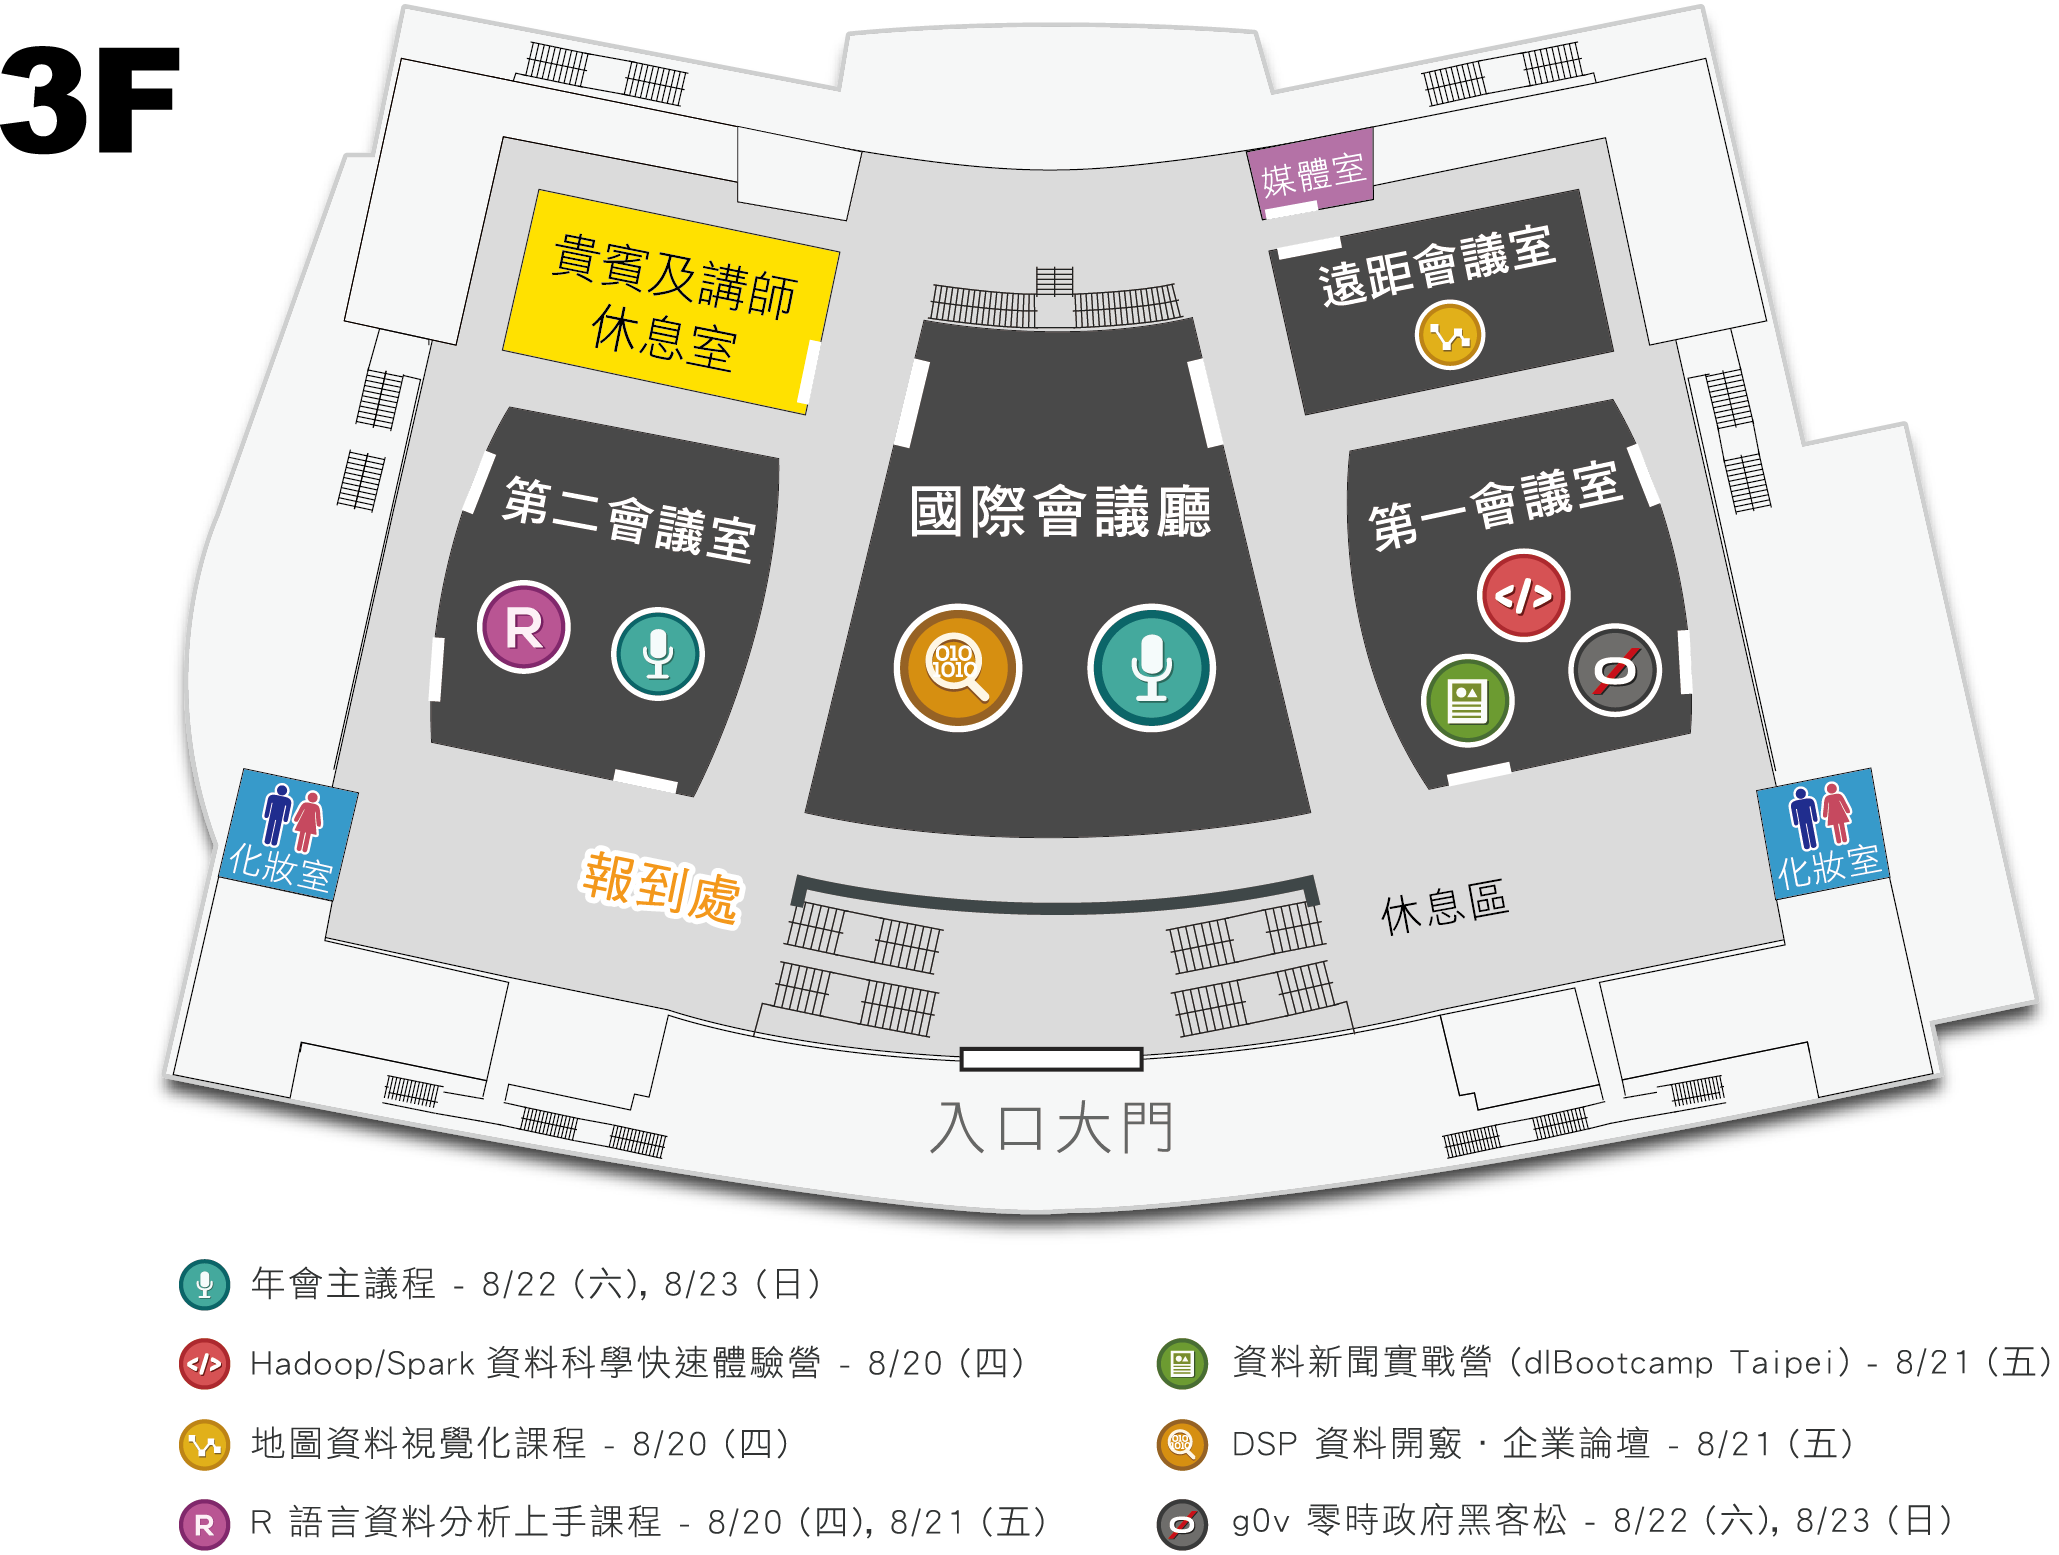 3F
媒體室
貴賓及講師
休息室
遠距會議室
第二會議室
國際會議廳
第一會議室
R
010
1010
</>
化妝室
化妝室
報到處
休息區
入口大門
年會主議程 - 8/22 (六), 8/23 (日)
</> Hadoop/Spark 資料科學快速體驗營 - 8/20 (四)
資料新聞實戰營 (dIBootcamp Taipei) - 8/21 (五)
地圖資料視覺化課程 - 8/20 (四)
010
1010 DSP 資料開竅・企業論壇 - 8/21 (五)
R R 語言資料分析上手課程 - 8/20 (四), 8/21 (五)
g0v 零時政府黑客松 - 8/22 (六), 8/23 (日)